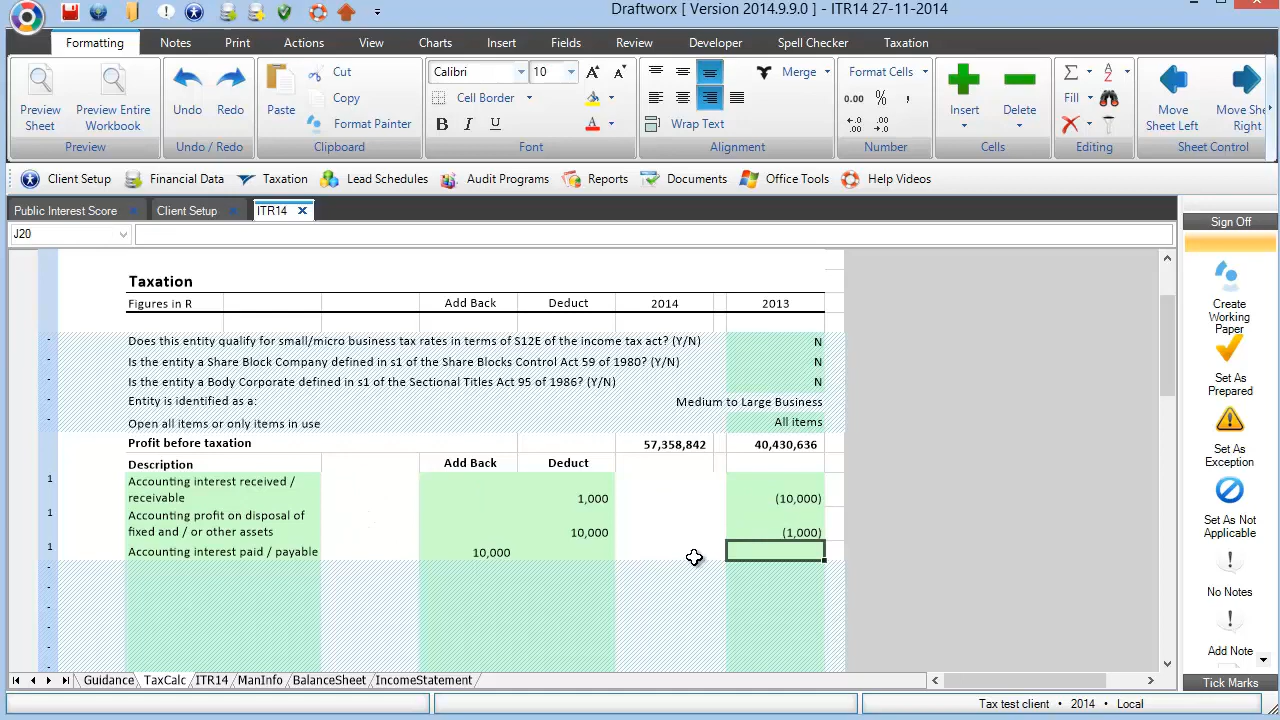 Draftworx [ Version 2014.9.9.0 ] - ITR14 27-11-2014
Formatting Notes Print Actions View Charts Insert Fields Review Developer Spell Checker Taxation
Preview Sheet
Preview Entire Workbook
Preview
Undo Redo
Undo / Redo
Paste Cut
Copy
Format Painter
Clipboard
Calibri 10
Cell Border
B I U
Font
Merge
Wrap Text
Alignment
Format Cells
0.00 % ,
Number
Insert Delete
Cells
Fill
Editing
Move Sheet Left
Move She Right
Sheet Control
Client Setup Financial Data Taxation Lead Schedules Audit Programs Reports Documents Office Tools Help Videos
Public Interest Score Client Setup ITR14
J20
Taxation
Figures in R Add Back Deduct 2014 2013
Does this entity qualify for small/micro business tax rates in terms of S12E of the income tax act? (Y/N) N
Is the entity a Share Block Company defined in s1 of the Share Blocks Control Act 59 of 1980? (Y/N) N
Is the entity a Body Corporate defined in s1 of the Sectional Titles Act 95 of 1986? (Y/N) N
Entity is identified as a: Medium to Large Business
Open all items or only items in use All items
Profit before taxation 57,358,842 40,430,636
Description Add Back Deduct
1 Accounting interest received /
receivable 1,000 (10,000)
1 Accounting profit on disposal of
fixed and / or other assets 10,000 (1,000)
1 Accounting interest paid / payable 10,000
Sign Off
Create
Working
Paper
Set As
Prepared
Set As
Exception
Set As Not
Applicable
No Notes
Add Note
Tick Marks
Guidance TaxCalc ITR14 ManInfo BalanceSheet IncomeStatement
Tax test client • 2014 • Local